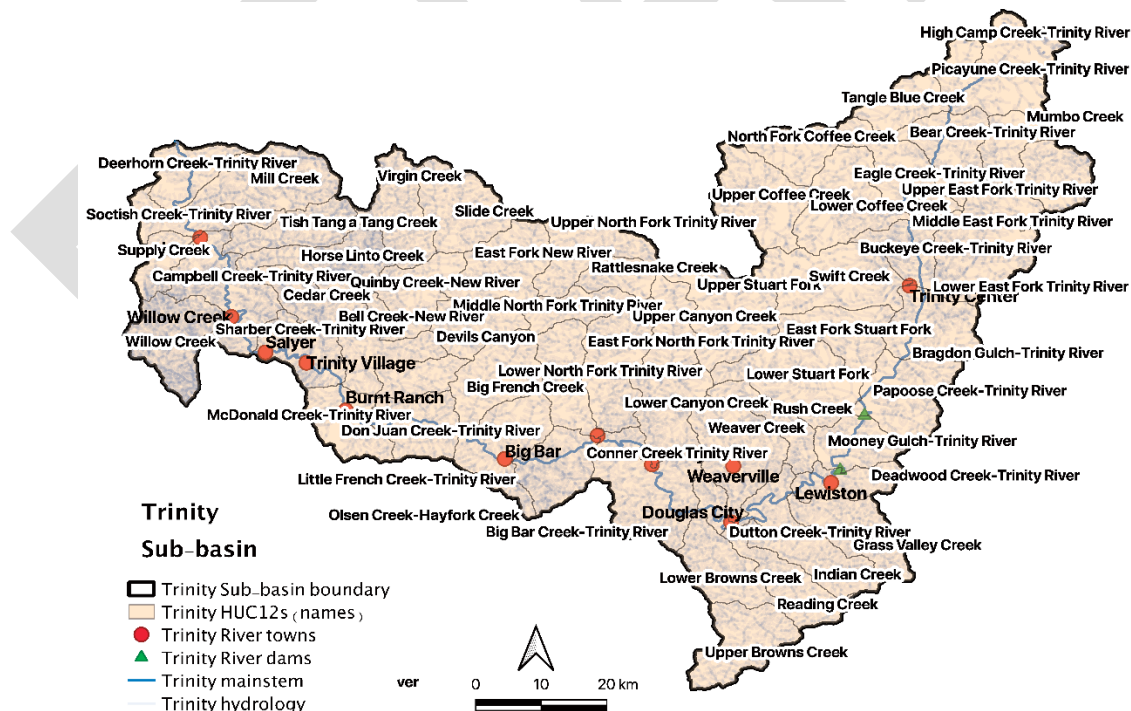 High Camp Creek-Trinity River
Picayune Creek-Trinity River
Tangle Blue Creek
Mumbo Creek
North Fork Coffee Creek
Bear Creek-Trinity River
Deerhorn Creek-Trinity River
Mill Creek
Virgin Creek
Eagle Creek-Trinity River
Upper East Fork Trinity River
Upper Coffee Creek
Lower Coffee Creek
Soctish Creek-Trinity River
Tish Tang a Tang Creek
Slide Creek
Upper North Fork Trinity River
Middle East Fork Trinity River
Supply Creek
Horse Linto Creek
East Fork New River
Buckeye Creek-Trinity River
Rattlesnake Creek
Campbell Creek-Trinity River
Quinby Creek-New River
Swift Creek
Upper Stuart Fork
Lower East Fork Trinity River
Trinity Center
Cedar Creek
Middle North Fork Trinity River
Willow Creek
Bell Creek-New River
Upper Canyon Creek
Sharber Creek-Trinity River
East Fork Stuart Fork
Willow Creek
Salyer
Devils Canyon
East Fork North Fork Trinity River
Bragdon Gulch-Trinity River
Trinity Village
Lower North Fork Trinity River
Lower Stuart Fork
Big French Creek
Papoose Creek-Trinity River
Burnt Ranch
Lower Canyon Creek
Rush Creek
McDonald Creek-Trinity River
Weaver Creek
Don Juan Creek-Trinity River
Mooney Gulch-Trinity River
Big Bar
Conner Creek Trinity River
Little French Creek-Trinity River
Weaverville
Deadwood Creek-Trinity River
Lewiston
Olsen Creek-Hayfork Creek
Douglas City
Big Bar Creek-Trinity River
Dutton Creek-Trinity River
Grass Valley Creek
Lower Browns Creek
Indian Creek
Reading Creek
Upper Browns Creek
Trinity
Sub-basin
Trinity Sub-basin boundary
Trinity HUC12s (names)
Trinity River towns
Trinity River dams
Trinity mainstem
Trinity hydrology
ver
0 10 20 km